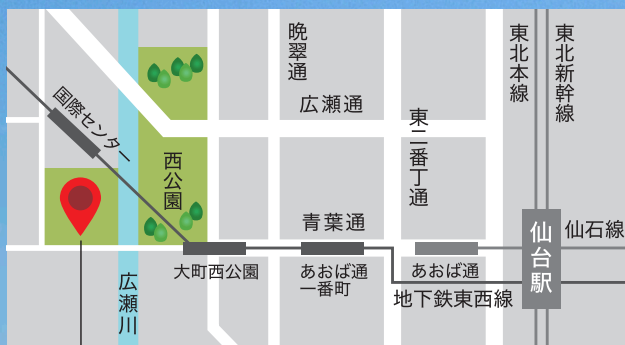 晩翠通
東北本線
東北新幹線
国際センター
広瀬通
東二番丁通
西公園
青葉通
仙台駅
仙石線
大町西公園
あおば通
一番町
あおば通
広瀬川
地下鉄東西線